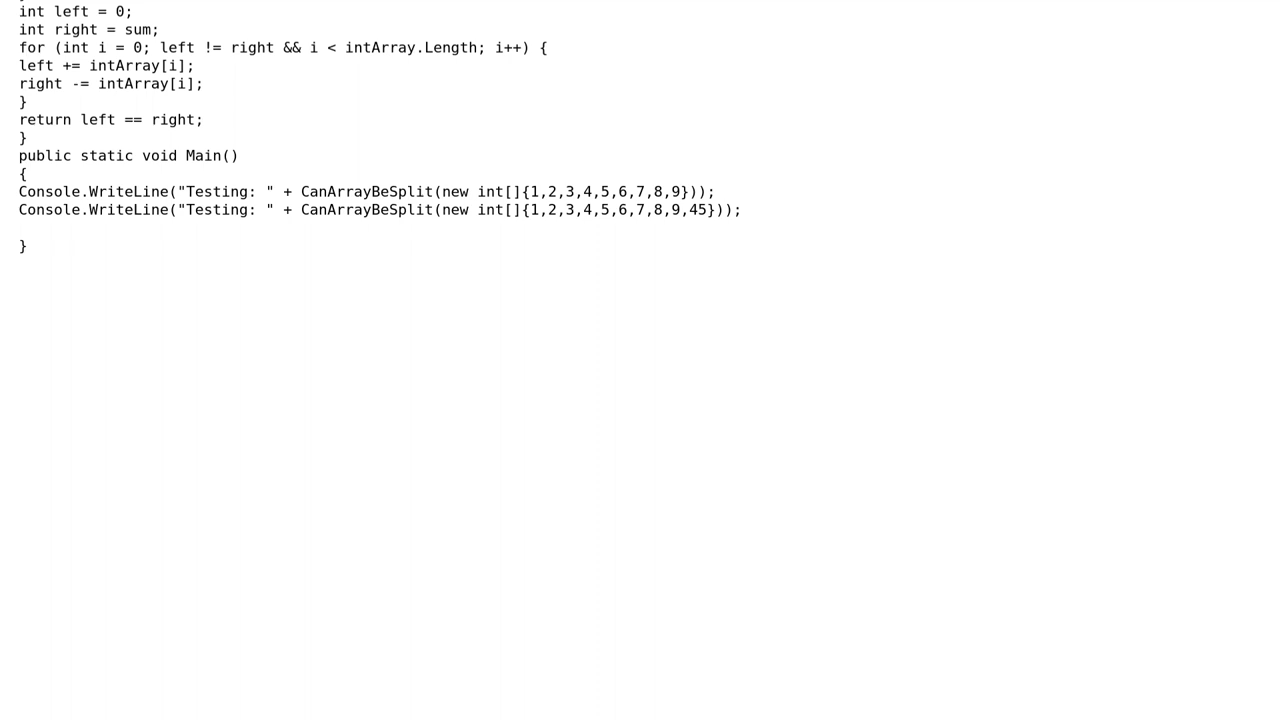 int left = 0;
int right = sum;
for (int i = 0; left != right && i < intArray.Length; i++) {
left += intArray[i];
right -= intArray[i];
}
return left == right;
}
public static void Main()
{
Console.WriteLine("Testing: " + CanArrayBeSplit(new int[]{1,2,3,4,5,6,7,8,9}));
Console.WriteLine("Testing: " + CanArrayBeSplit(new int[]{1,2,3,4,5,6,7,8,9,45}));
}